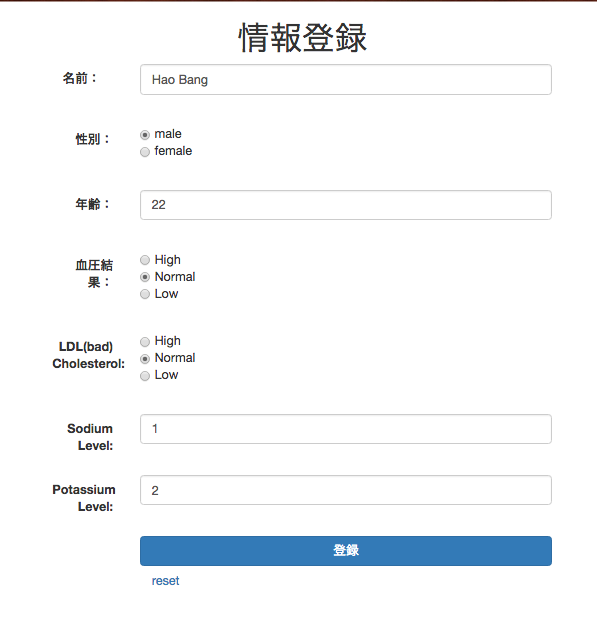 情報登録
名前：
Hao Bang
性別：
male
female
年齢：
22
血圧結
果：
High
Normal
Low
LDL(bad)
Cholesterol:
High
Normal
Low
Sodium
Level:
1
Potassium
Level:
2
登録
reset